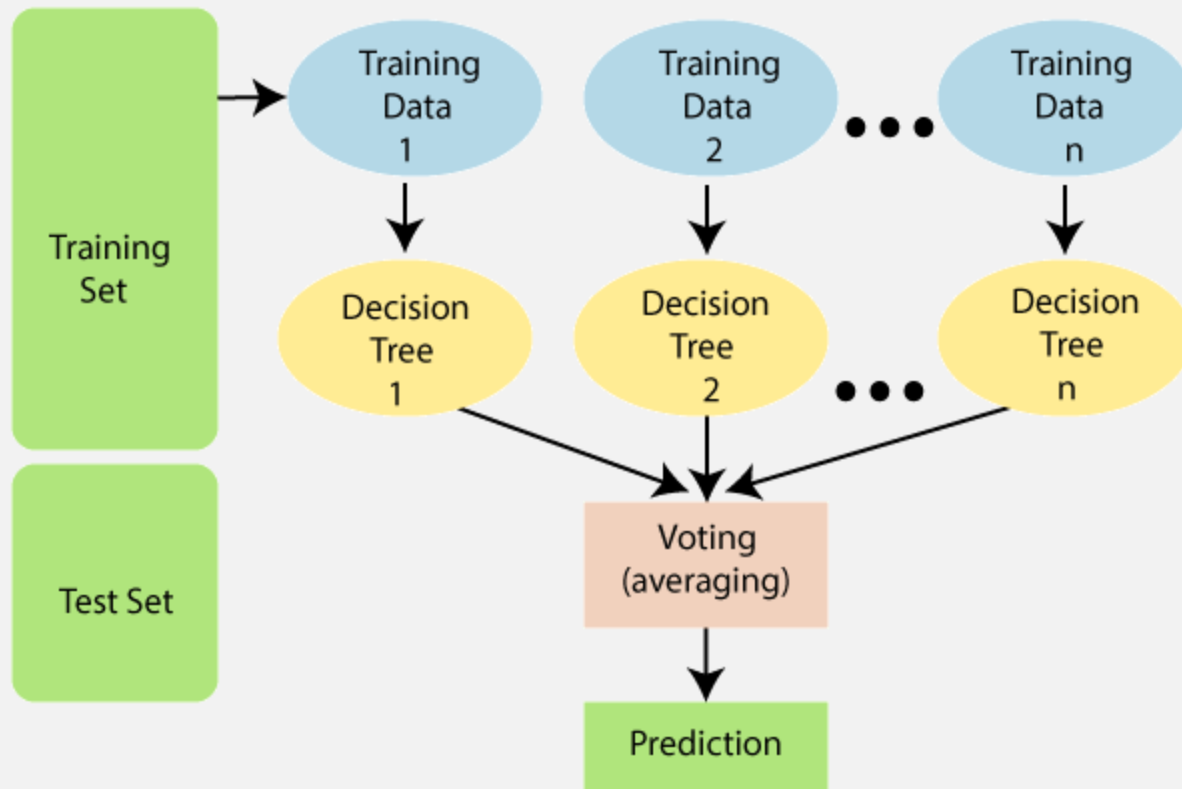 Training
Set
Test Set
Training
Data
1
Training
Data
2
Training
Data
n
Decision
Tree
1
Decision
Tree
2
Decision
Tree
n
Voting
(averaging)
Prediction